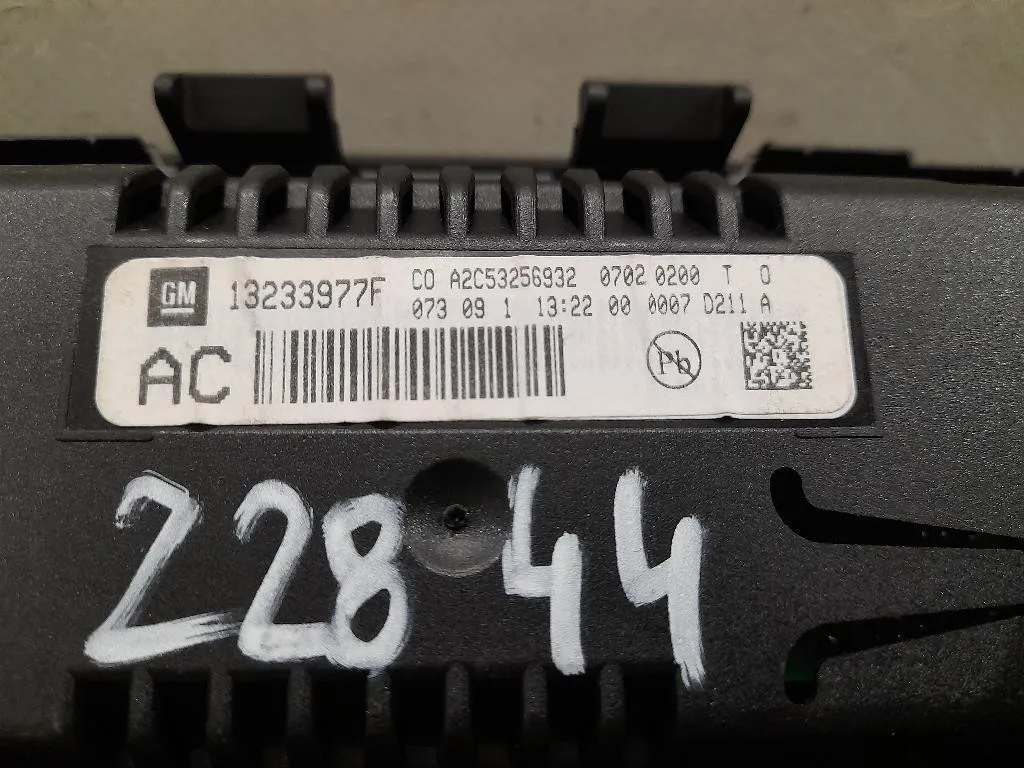 GM 13233977F CO A2C53256932 0702 0200 T 0
073 09 1 13:22 00 0007 D211 A
AC
Pb
22844